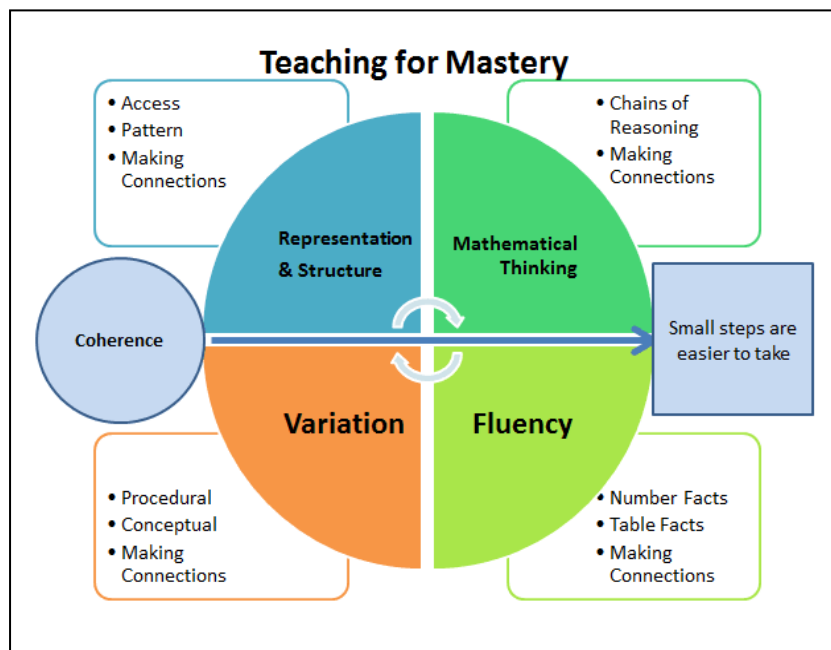 Teaching for Mastery
• Access
• Pattern
• Making
Connections
• Chains of
Reasoning
• Making
Connections
Representation
& Structure
Mathematical
Thinking
Coherence
Small steps are
easier to take
Variation
Fluency
• Procedural
• Conceptual
• Making
Connections
• Number Facts
• Table Facts
• Making
Connections